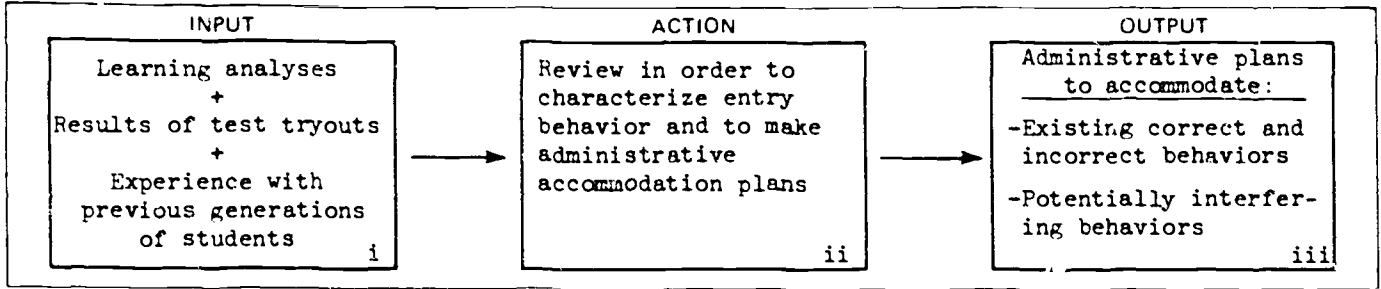 INPUT
Learning analyses
+
Results of test tryouts
+
Experience with
previous generations
of students
i
ACTION
Review in order to
characterize entry
behavior and to make
administrative
accommodation plans
ii
OUTPUT
Administrative plans
to accommodate:
-Existing correct and
incorrect behaviors
-Potentially interfer-
ing behaviors
iii